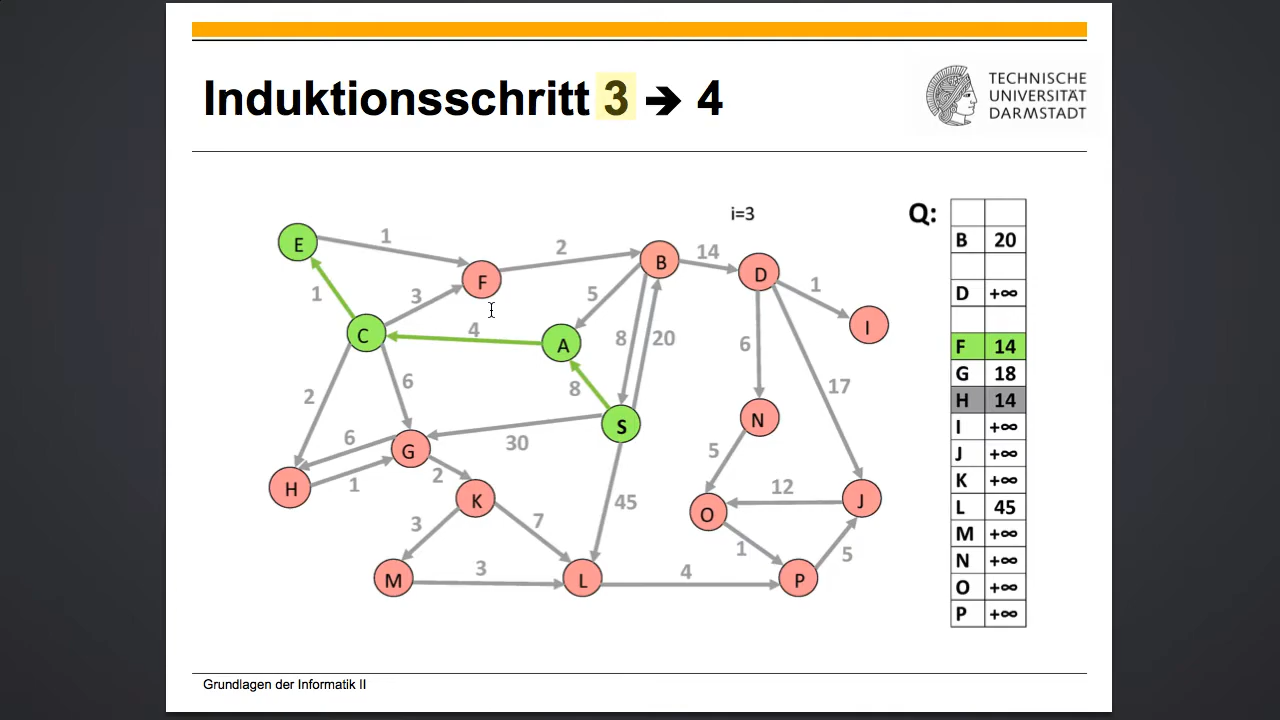 Induktionsschritt 3 → 4
TECHNISCHE
UNIVERSITÄT
DARMSTADT
i=3
Q:
B 20
D +∞
F 14
G 18
H 14
I +∞
J +∞
K +∞
L 45
M +∞
N +∞
O +∞
P +∞
E
1
F
2
B
14
D
1
I
1
3
C
4
A
5
8
20
6
17
2
6
8
S
N
6
30
G
5
H
1
2
K
45
12
J
O
3
7
1
5
M
3
L
4
P
Grundlagen der Informatik II